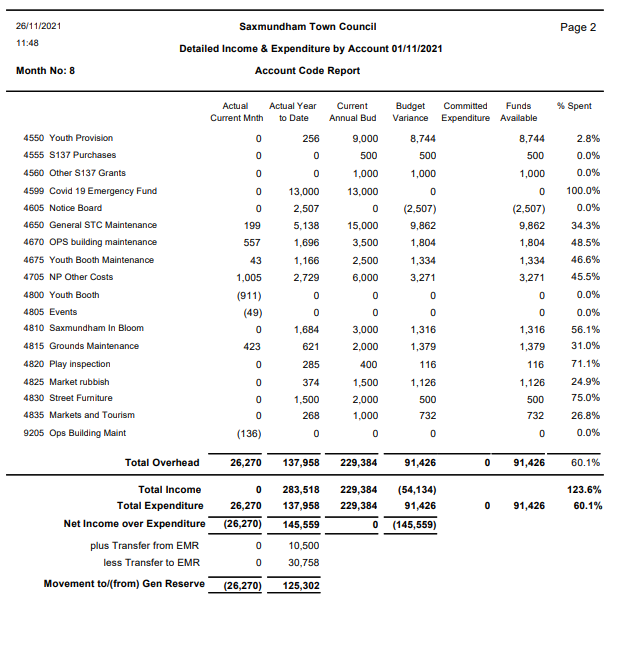 26/11/2021 Saxmundham Town Council Page 2
11:48 Detailed Income & Expenditure by Account 01/11/2021
Month No: 8 Account Code Report
Actual Actual Year Current Budget Committed Funds % Spent
Current Mnth to Date Annual Bud Variance Expenditure Available
4550 Youth Provision 0 256 9,000 8,744 8,744 2.8%
4555 S137 Purchases 0 0 500 500 500 0.0%
4560 Other S137 Grants 0 0 1,000 1,000 1,000 0.0%
4599 Covid 19 Emergency Fund 0 13,000 13,000 0 0 100.0%
4605 Notice Board 0 2,507 0 (2,507) (2,507) 0.0%
4650 General STC Maintenance 199 5,138 15,000 9,862 9,862 34.3%
4670 OPS building maintenance 557 1,696 3,500 1,804 1,804 48.5%
4675 Youth Booth Maintenance 43 1,166 2,500 1,334 1,334 46.6%
4705 NP Other Costs 1,005 2,729 6,000 3,271 3,271 45.5%
4800 Youth Booth (911) 0 0 0 0 0.0%
4805 Events (49) 0 0 0 0 0.0%
4810 Saxmundham In Bloom 0 1,684 3,000 1,316 1,316 56.1%
4815 Grounds Maintenance 423 621 2,000 1,379 1,379 31.0%
4820 Play inspection 0 285 400 116 116 71.1%
4825 Market rubbish 0 374 1,500 1,126 1,126 24.9%
4830 Street Furniture 0 1,500 2,000 500 500 75.0%
4835 Markets and Tourism 0 268 1,000 732 732 26.8%
9205 Ops Building Maint (136) 0 0 0 0 0.0%
Total Overhead 26,270 137,958 229,384 91,426 0 91,426 60.1%
Total Income 0 283,518 229,384 (54,134) 123.6%
Total Expenditure 26,270 137,958 229,384 91,426 0 91,426 60.1%
Net Income over Expenditure (26,270) 145,559 0 (145,559)
plus Transfer from EMR 0 10,500
less Transfer to EMR 0 30,758
Movement to/(from) Gen Reserve (26,270) 125,302